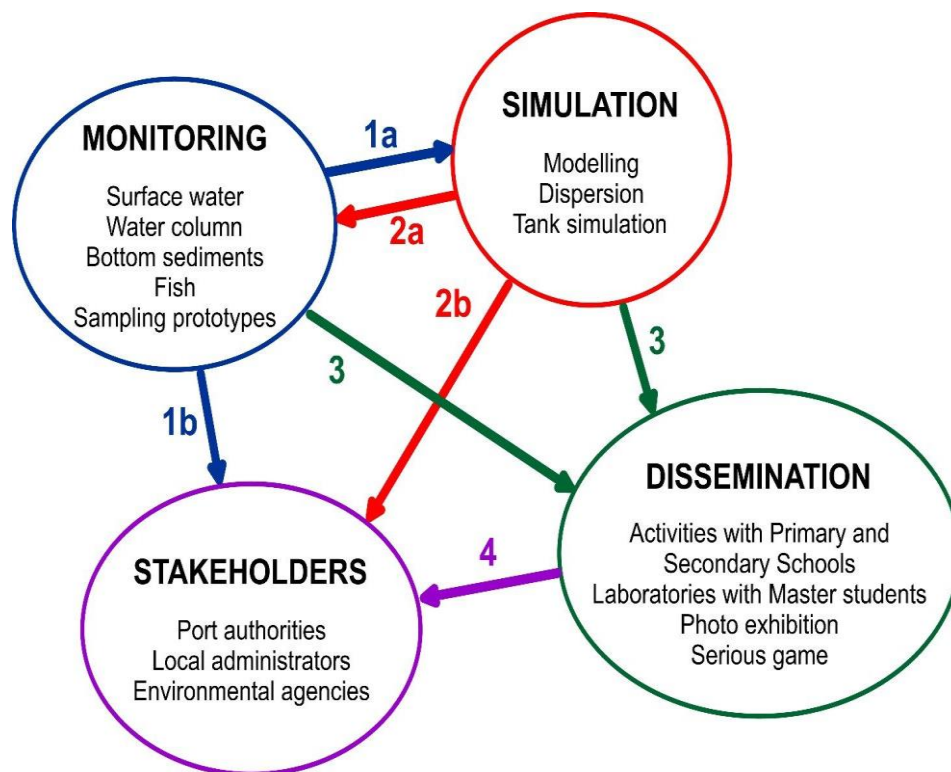 MONITORING
Surface water
Water column
Bottom sediments
Fish
Sampling prototypes
1a
2a
SIMULATION
Modelling
Dispersion
Tank simulation
2b
3
3
1b
STAKEHOLDERS
Port authorities
Local administrators
Environmental agencies
4
DISSEMINATION
Activities with Primary and
Secondary Schools
Laboratories with Master students
Photo exhibition
Serious game